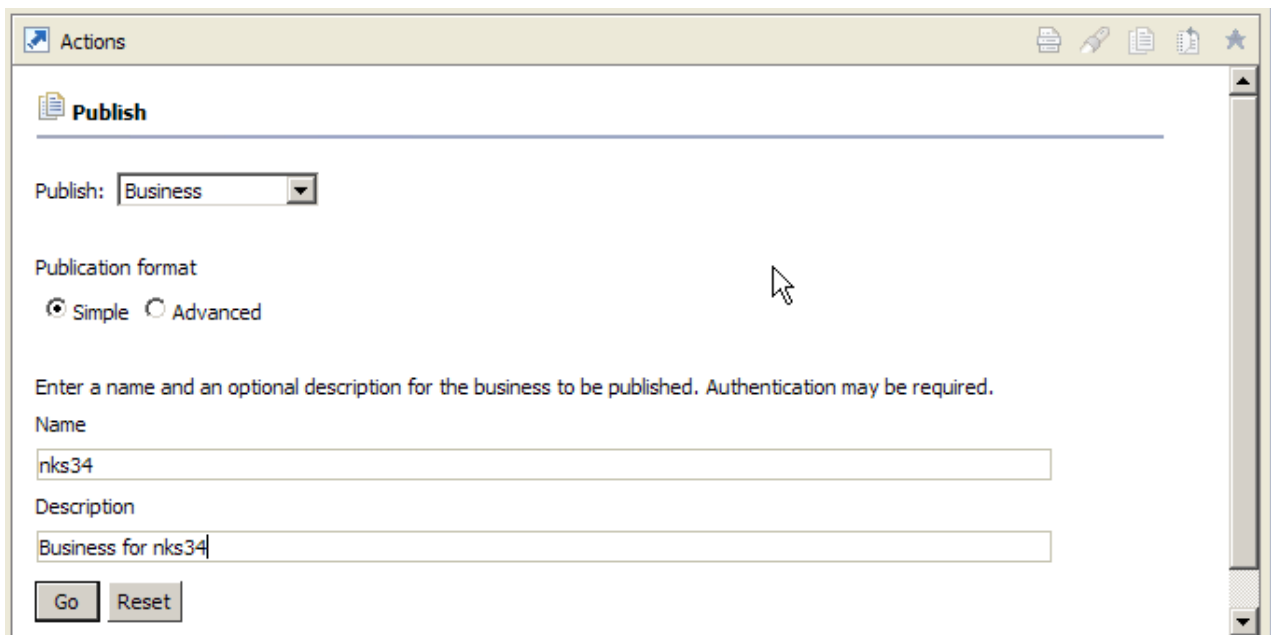 Actions
Publish
Publish: Business
Publication format
Simple Advanced
Enter a name and an optional description for the business to be published. Authentication may be required.
Name
nks34
Description
Business for nks34
Go Reset